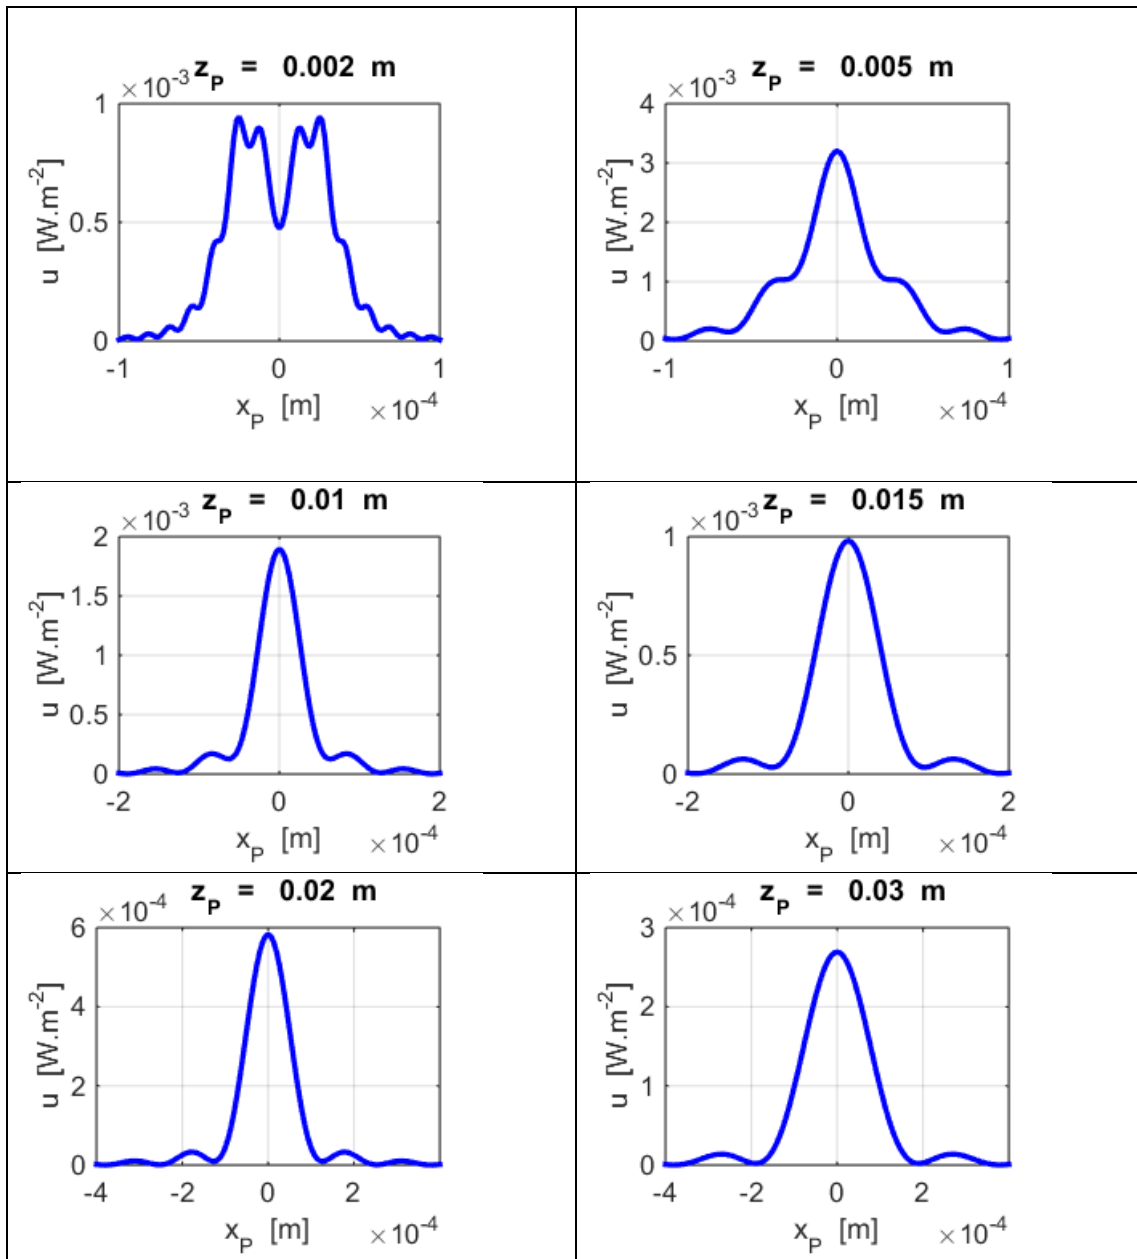 ×10⁻³ z_P = 0.002 m
1
0.5
0
u [W.m⁻²]
-1 0 1
x_P [m] ×10⁻⁴
×10⁻³ z_P = 0.005 m
4
3
2
1
0
u [W.m⁻²]
-1 0 1
x_P [m] ×10⁻⁴
×10⁻³ z_P = 0.01 m
2
1.5
1
0.5
0
u [W.m⁻²]
-2 0 2
x_P [m] ×10⁻⁴
×10⁻³ z_P = 0.015 m
1
0.5
0
u [W.m⁻²]
-2 0 2
x_P [m] ×10⁻⁴
×10⁻⁴ z_P = 0.02 m
6
4
2
0
u [W.m⁻²]
-4 -2 0 2
x_P [m] ×10⁻⁴
×10⁻⁴ z_P = 0.03 m
3
2
1
0
u [W.m⁻²]
-4 -2 0 2
x_P [m] ×10⁻⁴